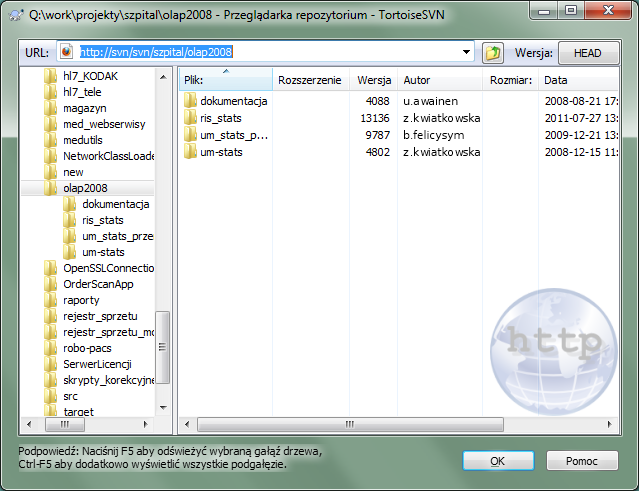 Q:\work\projekty\szpital\olap2008 - Przeglądarka repozytorium - TortoiseSVN
URL: http://svn/svn/szpital/olap2008 Wersja: HEAD
hl7_KODAK
hl7_tele
magazyn
med_webserwisy
medutils
NetworkClassLoade
new
olap2008
dokumentacja
ris_stats
um_stats_prze
um-stats
OpenSSLConnectio
OrderScanApp
raporty
rejestr_sprzetu
rejestr_sprzetu_mo
robo-pacs
SerwerLicencji
skrypty_korekcyjne
src
target
Plik: Rozszerzenie Wersja Autor Rozmiar: Data
dokumentacja 4088 u.awainen 2008-08-21 17:
ris_stats 13136 z.kwiatkowska 2011-07-27 13:
um_stats_p... 9787 b.felicysym 2009-12-21 13:
um-stats 4802 z.kwiatkowska 2008-12-15 11:
http
Podpowiedź: Naciśnij F5 aby odświeżyć wybraną gałąź drzewa,
Ctrl-F5 aby dodatkowo wyświetlić wszystkie podgałęzie.
OK Pomoc